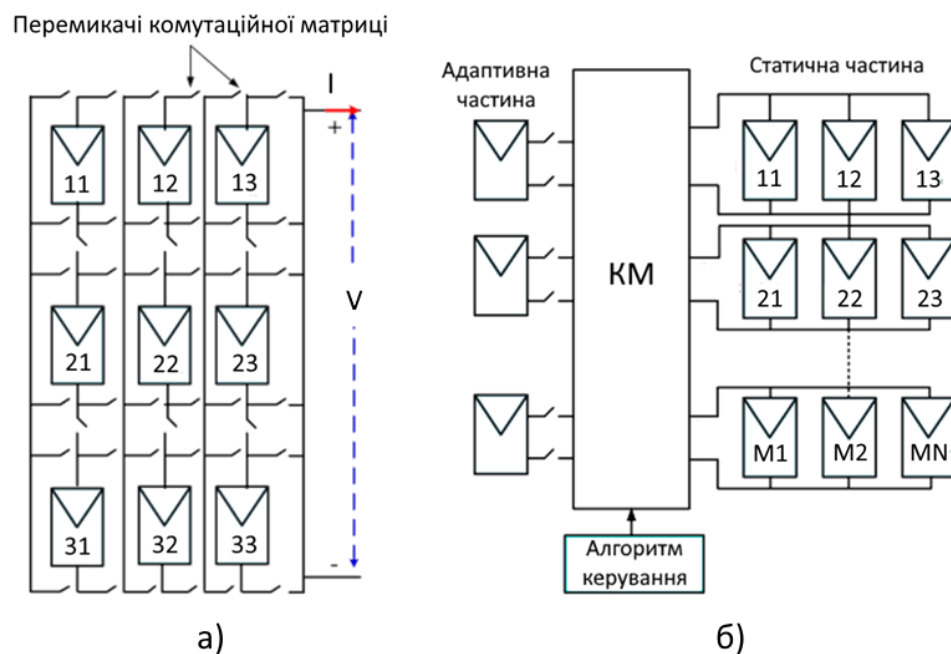 Перемикачі комутаційної матриці
I
+
11
12
13
21
22
23
V
31
32
33
-
а)
Адаптивна
частина
Статична частина
КМ
11
12
13
21
22
23
M1
M2
MN
Алгоритм
керування
б)